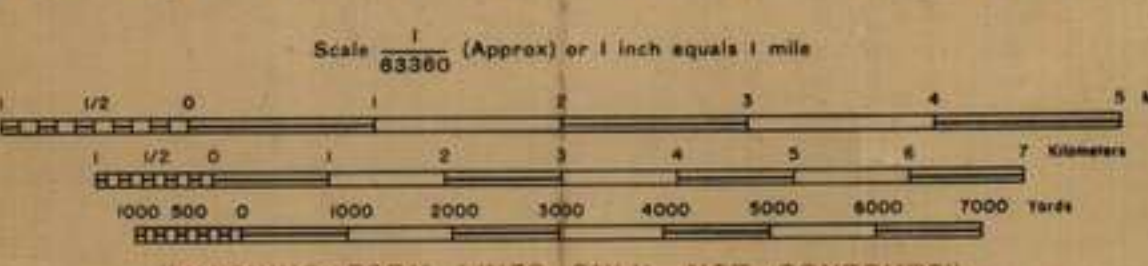 Scale 1/63360 (Approx) or 1 inch equals 1 mile
1 1/2 0 1 2 3 4 5
1 1/2 0 1 2 3 4 5 6 7 Kilometers
1000 500 0 1000 2000 3000 4000 5000 6000 7000 Yards